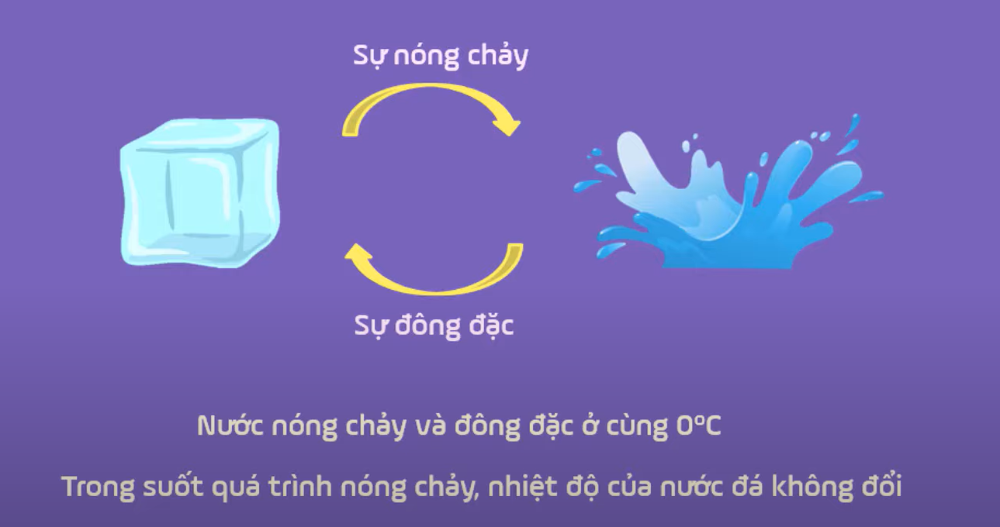 Sự nóng chảy
Sự đông đặc
Nước nóng chảy và đông đặc ở cùng 0°C
Trong suốt quá trình nóng chảy, nhiệt độ của nước đá không đổi